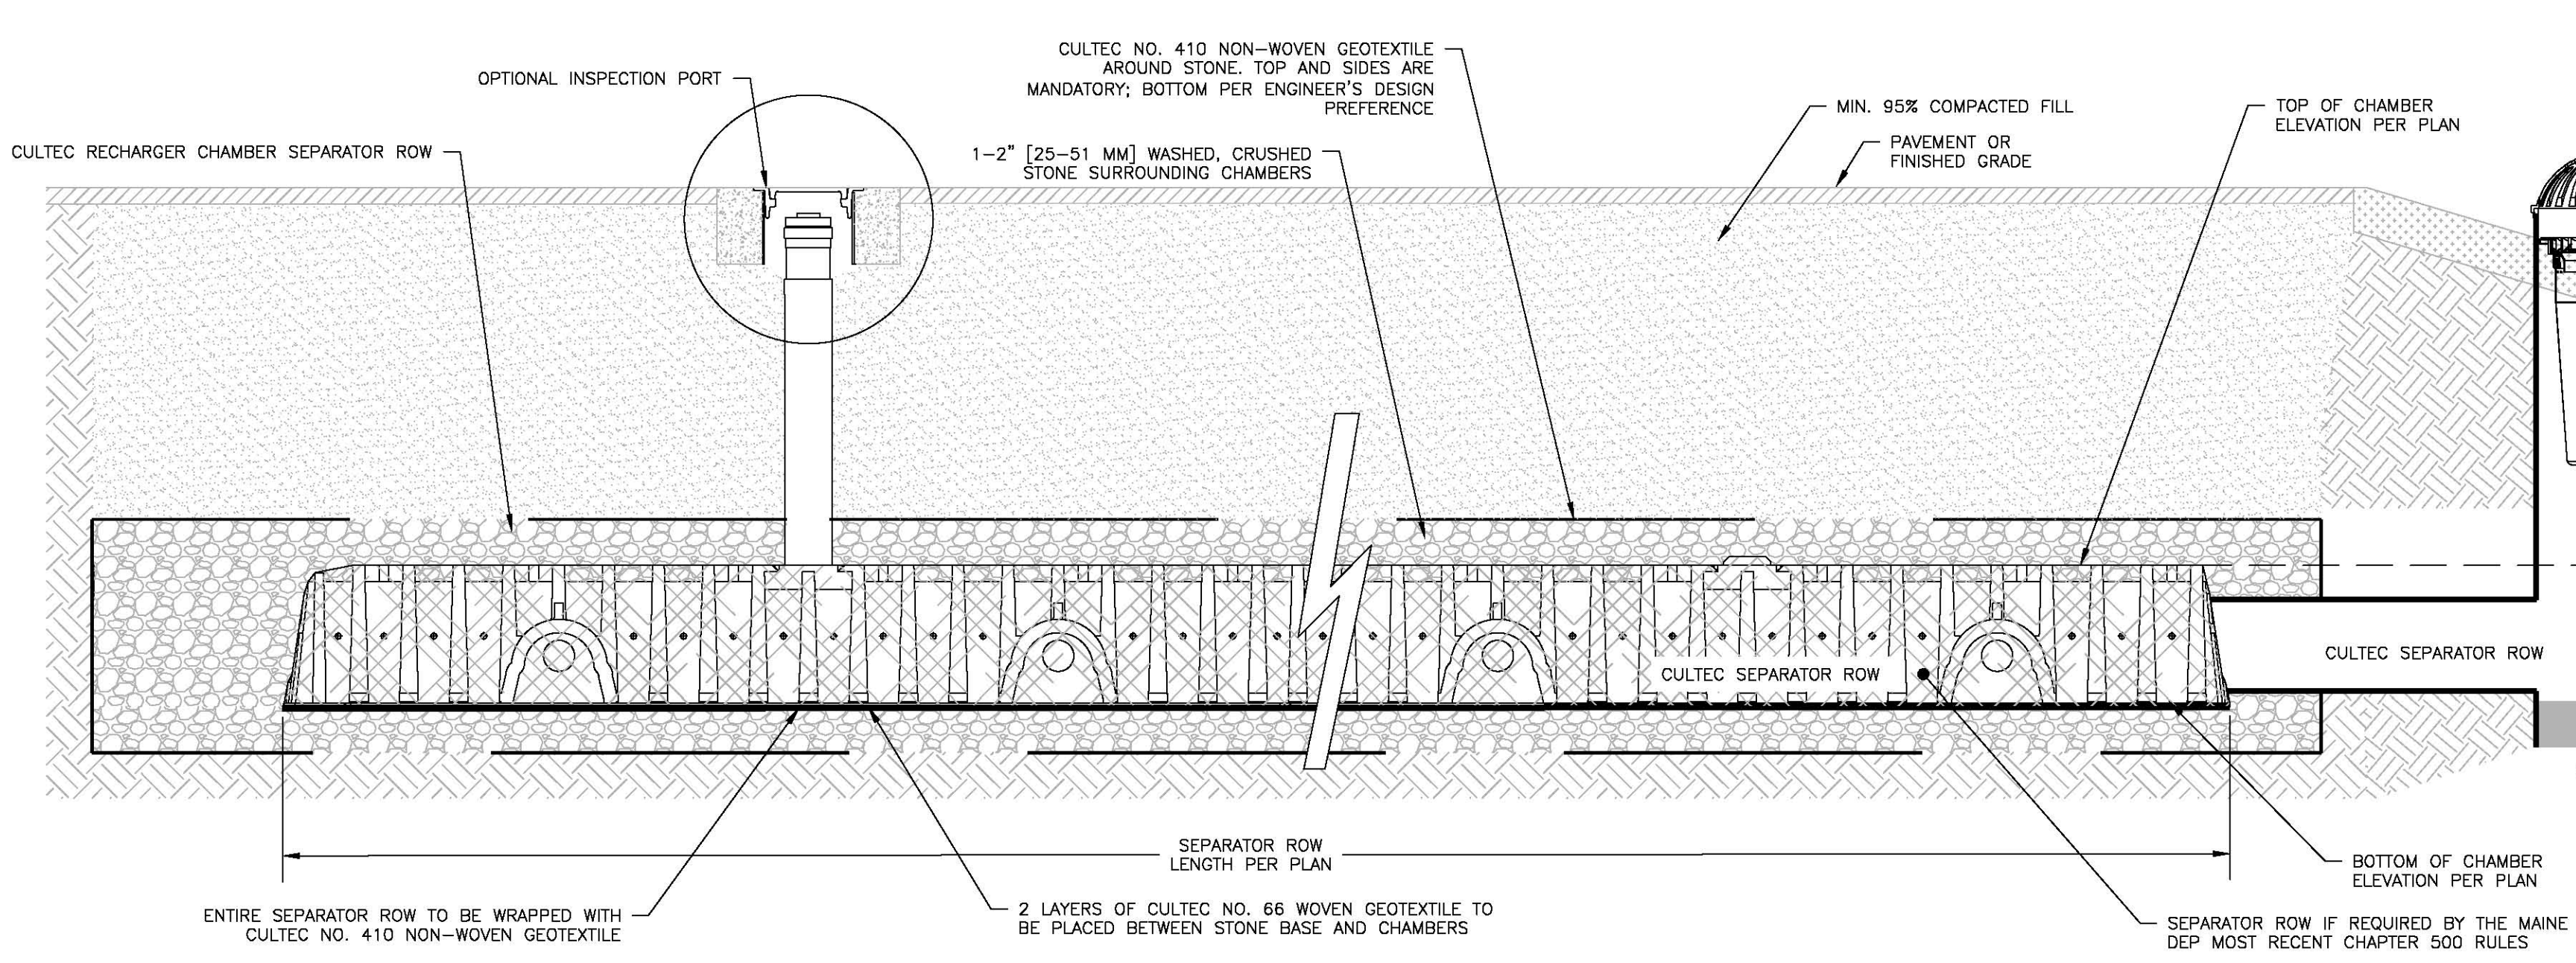 CULTEC NO. 410 NON-WOVEN GEOTEXTILE
AROUND STONE. TOP AND SIDES ARE
MANDATORY; BOTTOM PER ENGINEER'S DESIGN
PREFERENCE
OPTIONAL INSPECTION PORT
MIN. 95% COMPACTED FILL
TOP OF CHAMBER
ELEVATION PER PLAN
CULTEC RECHARGER CHAMBER SEPARATOR ROW
1-2" [25-51 MM] WASHED, CRUSHED
STONE SURROUNDING CHAMBERS
PAVEMENT OR
FINISHED GRADE
CULTEC SEPARATOR ROW
CULTEC SEPARATOR ROW
SEPARATOR ROW
LENGTH PER PLAN
BOTTOM OF CHAMBER
ELEVATION PER PLAN
ENTIRE SEPARATOR ROW TO BE WRAPPED WITH
CULTEC NO. 410 NON-WOVEN GEOTEXTILE
2 LAYERS OF CULTEC NO. 66 WOVEN GEOTEXTILE TO
BE PLACED BETWEEN STONE BASE AND CHAMBERS
SEPARATOR ROW IF REQUIRED BY THE MAINE
DEP MOST RECENT CHAPTER 500 RULES